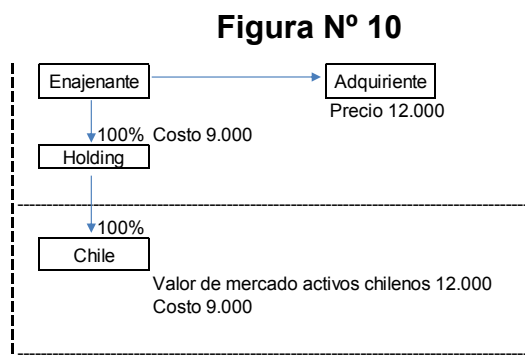 Figura Nº 10
Enajenante
Adquiriente
Precio 12.000
100% Costo 9.000
Holding
100%
Chile
Valor de mercado activos chilenos 12.000
Costo 9.000